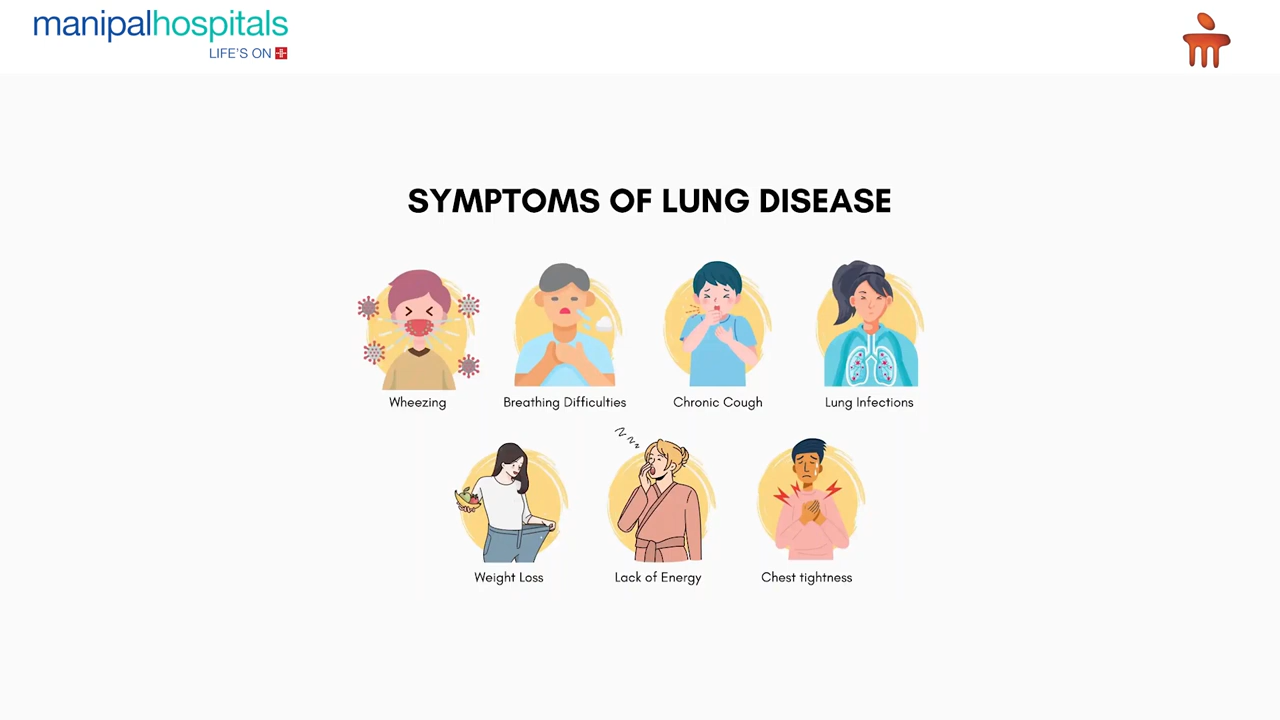 manipalhospitals
LIFE'S ON
SYMPTOMS OF LUNG DISEASE
Wheezing
Breathing Difficulties
Chronic Cough
Lung Infections
Weight Loss
Lack of Energy
Chest tightness